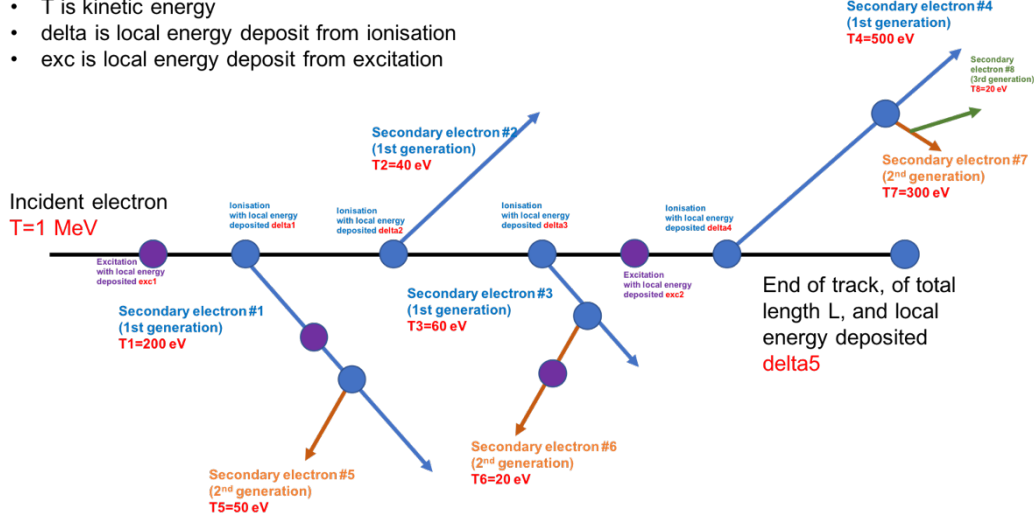 • T is kinetic energy
• delta is local energy deposit from ionisation
• exc is local energy deposit from excitation
Secondary electron #4
(1st generation)
T4=500 eV
Secondary
electron #8
(3rd generation)
T8=20 eV
Secondary electron #2
(1st generation)
T2=40 eV
Secondary electron #7
(2nd generation)
T7=300 eV
Incident electron
T=1 MeV
Ionisation
with local energy
deposited delta1
Ionisation
with local energy
deposited delta2
Ionisation
with local energy
deposited delta3
Ionisation
with local energy
deposited delta4
Excitation
with local energy
deposited exc1
Excitation
with local energy
deposited exc2
Secondary electron #1
(1st generation)
T1=200 eV
Secondary electron #3
(1st generation)
T3=60 eV
End of track, of total
length L, and local
energy deposited
delta5
Secondary electron #5
(2nd generation)
T5=50 eV
Secondary electron #6
(2nd generation)
T6=20 eV